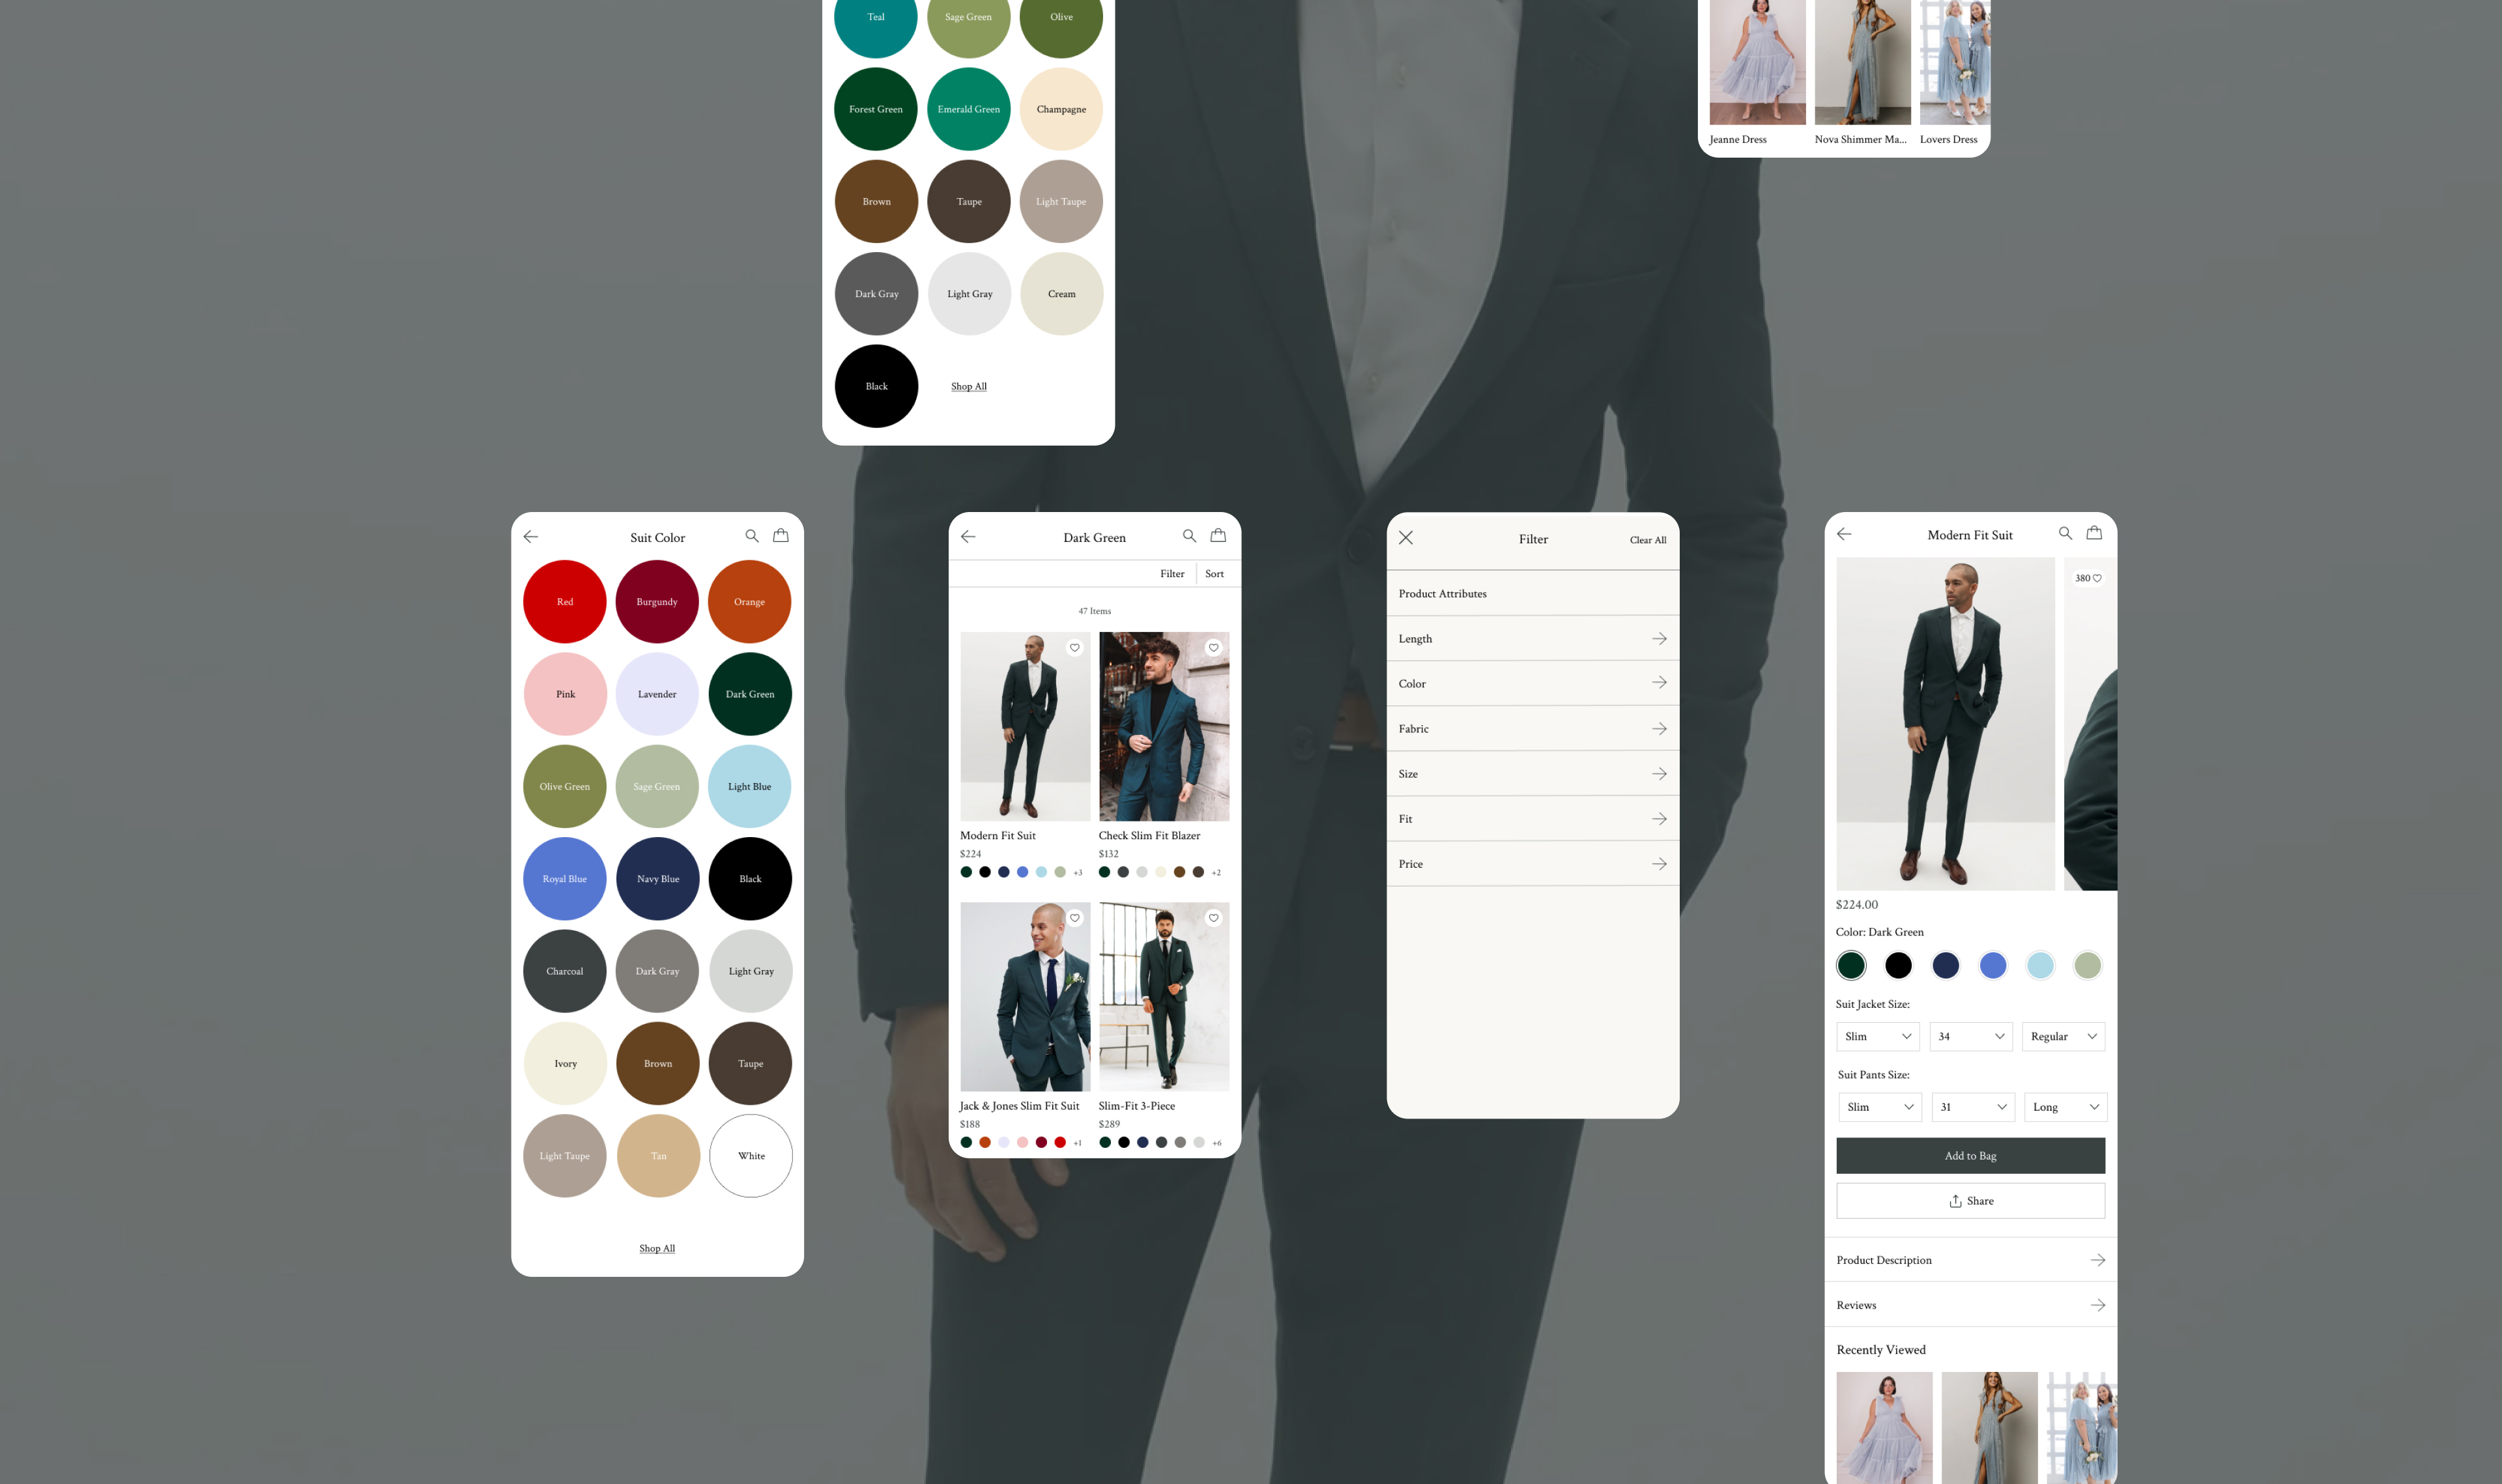 Teal
Sage Green
Olive
Forest Green
Emerald Green
Champagne
Brown
Taupe
Light Taupe
Dark Gray
Light Gray
Cream
Black
Shop All
Jeanne Dress
Nova Shimmer Ma...
Lovers Dress
Suit Color
Red
Burgundy
Orange
Pink
Lavender
Dark Green
Olive Green
Sage Green
Light Blue
Royal Blue
Navy Blue
Black
Charcoal
Dark Gray
Light Gray
Ivory
Brown
Taupe
Light Taupe
Tan
White
Shop All
Dark Green
Filter
Sort
47 Items
Modern Fit Suit
$224
+3
Check Slim Fit Blazer
$132
+2
Jack & Jones Slim Fit Suit
$188
+1
Slim-Fit 3-Piece
$289
+6
Filter
Clear All
Product Attributes
Length
Color
Fabric
Size
Fit
Price
Modern Fit Suit
380
$224.00
Color: Dark Green
Suit Jacket Size:
Slim
34
Regular
Suit Pants Size:
Slim
31
Long
Add to Bag
Share
Product Description
Reviews
Recently Viewed